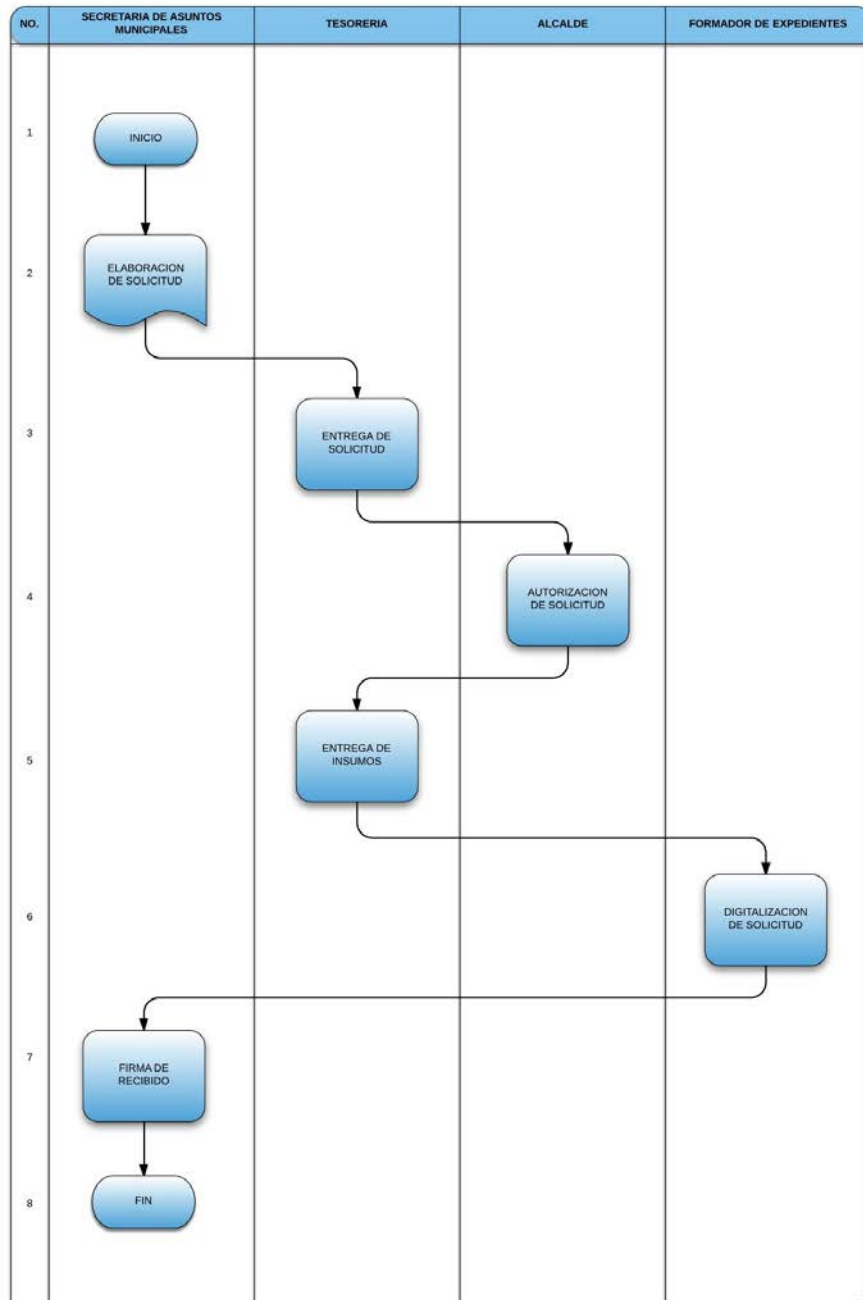 NO.
SECRETARIA DE ASUNTOS
MUNICIPALES
TESORERIA
ALCALDE
FORMADOR DE EXPEDIENTES
1
INICIO
2
ELABORACION
DE SOLICITUD
3
ENTREGA DE
SOLICITUD
4
AUTORIZACION
DE SOLICITUD
5
ENTREGA DE
INSUMOS
6
DIGITALIZACION
DE SOLICITUD
7
FIRMA DE
RECIBIDO
8
FIN